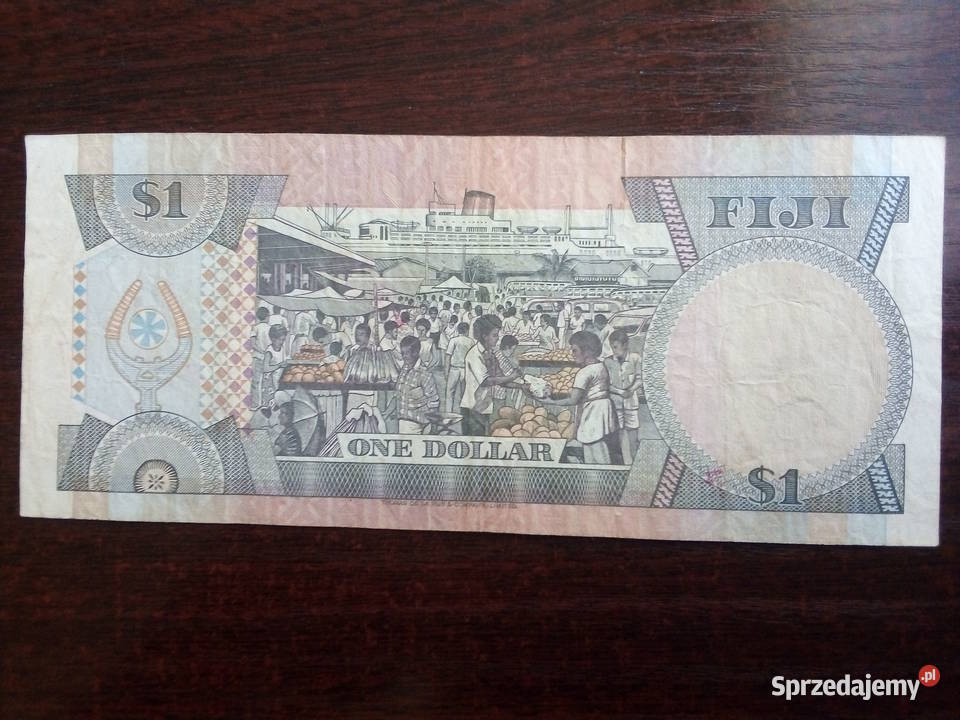 $1
FIJI
ONE DOLLAR
$1
Sprzedajemy.pl